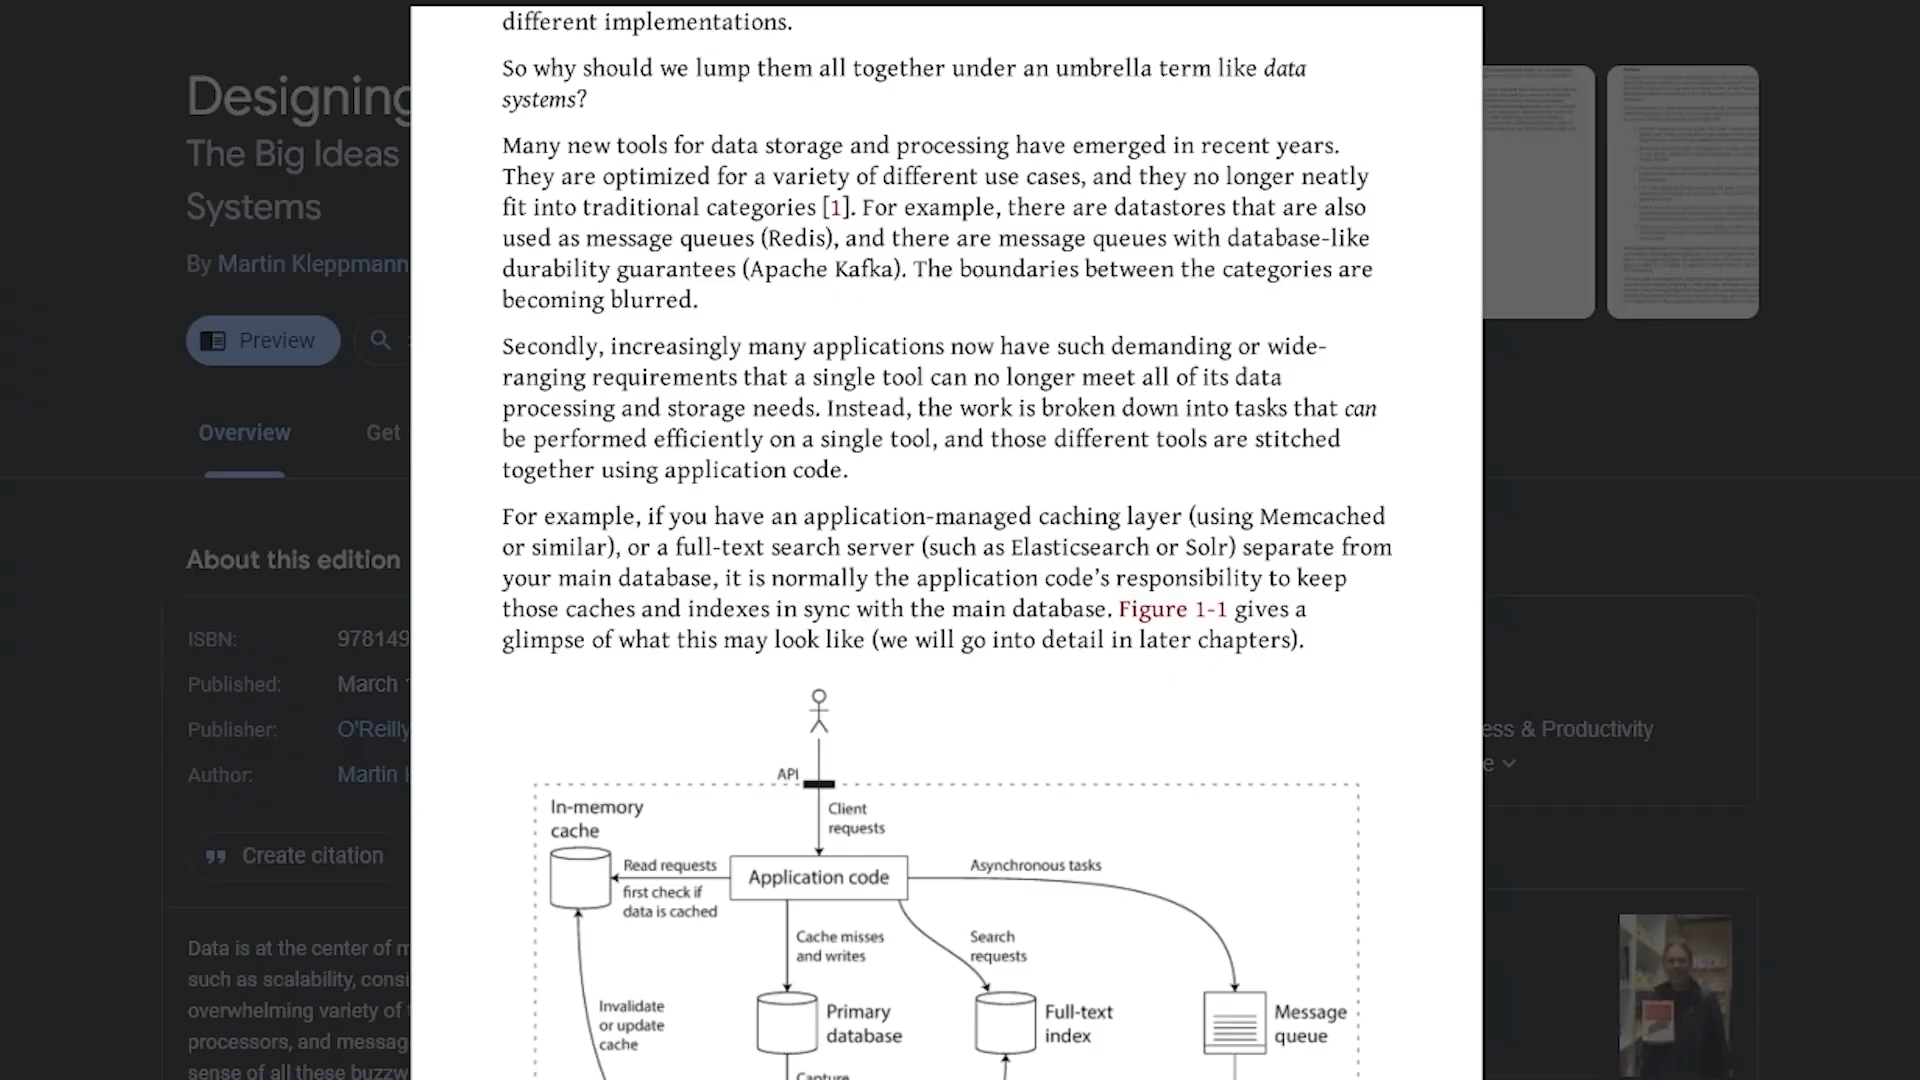 different implementations.
So why should we lump them all together under an umbrella term like data
systems?
Many new tools for data storage and processing have emerged in recent years.
They are optimized for a variety of different use cases, and they no longer neatly
fit into traditional categories [1]. For example, there are datastores that are also
used as message queues (Redis), and there are message queues with database-like
durability guarantees (Apache Kafka). The boundaries between the categories are
becoming blurred.
Secondly, increasingly many applications now have such demanding or wide-
ranging requirements that a single tool can no longer meet all of its data
processing and storage needs. Instead, the work is broken down into tasks that can
be performed efficiently on a single tool, and those different tools are stitched
together using application code.
For example, if you have an application-managed caching layer (using Memcached
or similar), or a full-text search server (such as Elasticsearch or Solr) separate from
your main database, it is normally the application code's responsibility to keep
those caches and indexes in sync with the main database. Figure 1-1 gives a
glimpse of what this may look like (we will go into detail in later chapters).
API
Client
requests
In-memory
cache
Read requests
first check if
data is cached
Application code
Asynchronous tasks
Cache misses
and writes
Search
requests
Invalidate
or update
cache
Primary
database
Full-text
index
Message
queue
Capture
Designing
The Big Ideas
Systems
By Martin Kleppmann
Preview
Overview
Get
About this edition
ISBN: 978149
Published: March
Publisher: O'Reilly
Author: Martin
Create citation
Data is at the center of
such as scalability,
overwhelming variety of
processors, and
sense of all these
& Productivity